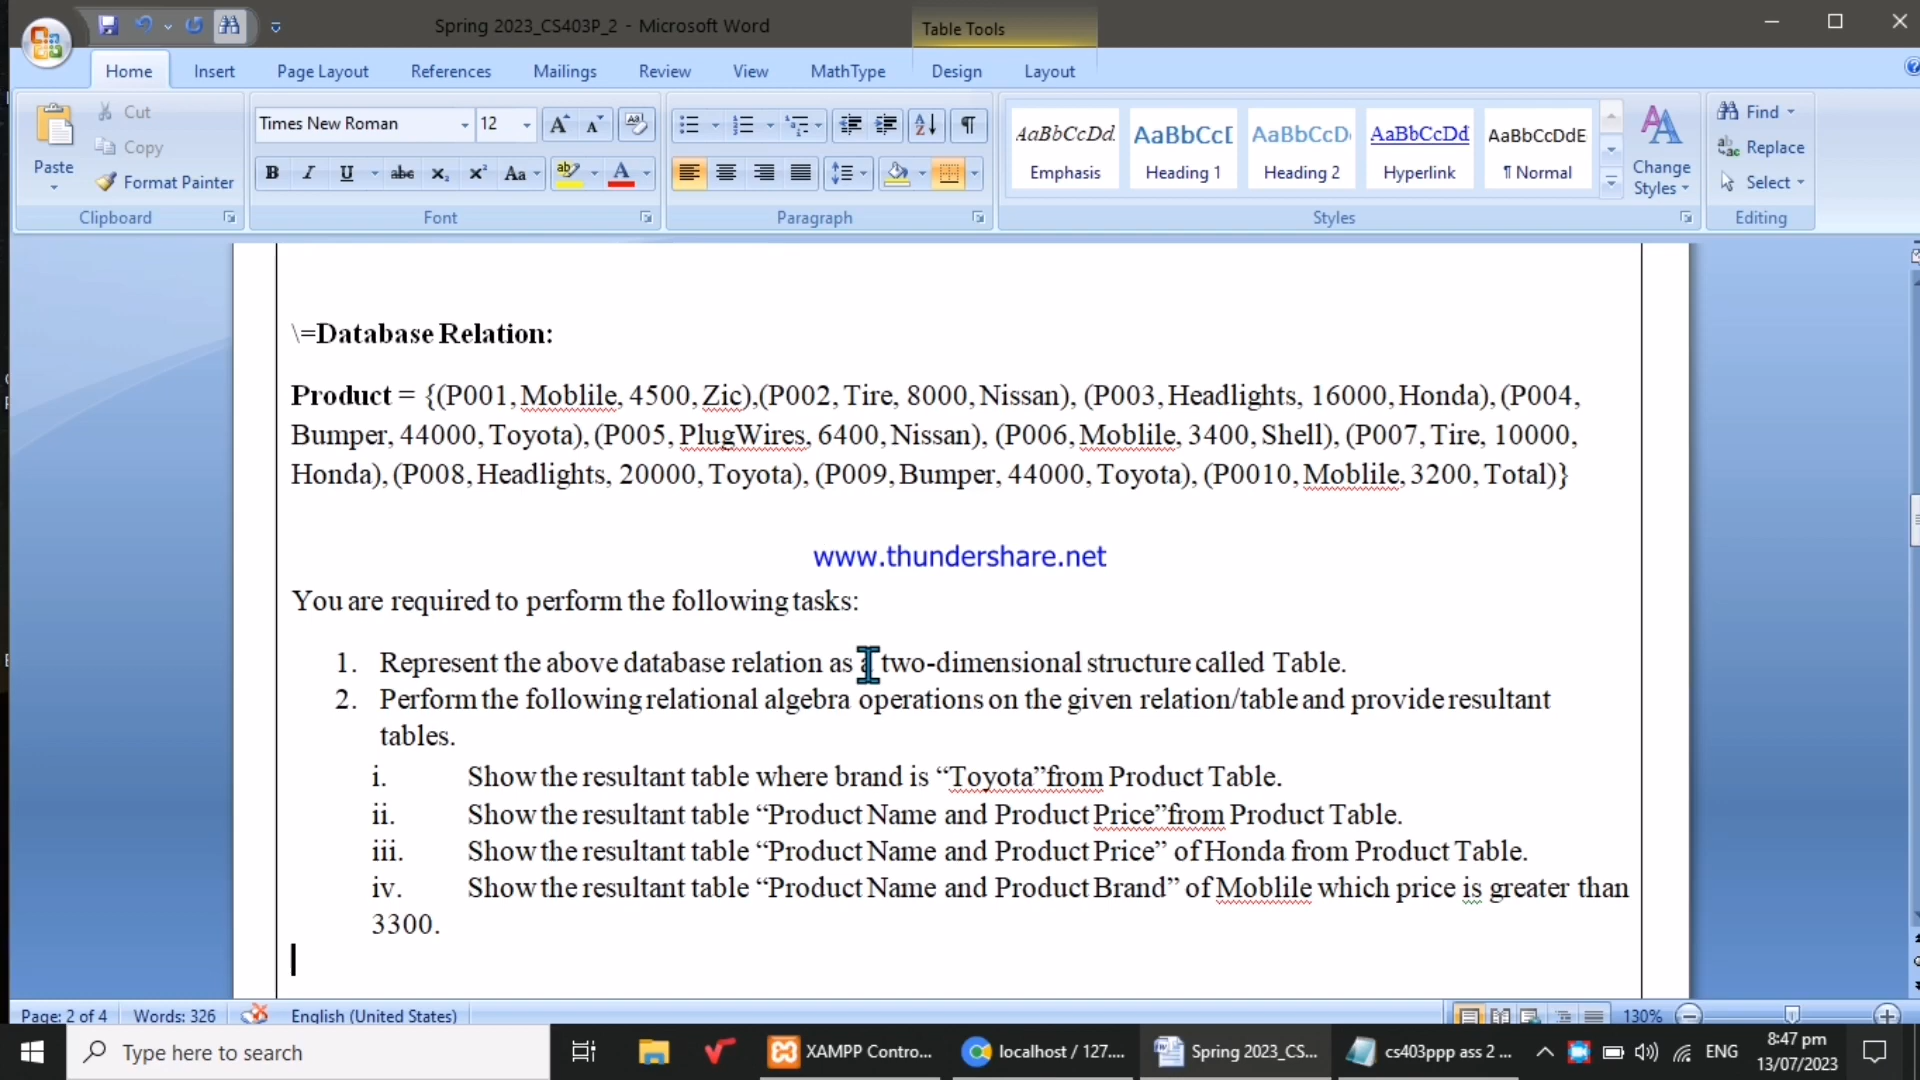 Spring 2023_CS403P_2 - Microsoft Word
Table Tools
Home Insert Page Layout References Mailings Review View MathType Design Layout
Paste
Cut
Copy
Format Painter
Clipboard
Times New Roman 12
Font
Paragraph
AaBbCcDd. AaBbCcI AaBbCcD AaBbCcDd AaBbCcDdE
Emphasis Heading 1 Heading 2 Hyperlink ¶ Normal
Styles
Change
Styles
Find
Replace
Select
Editing
\=Database Relation:
Product = {(P001, Moblile, 4500, Zic),(P002, Tire, 8000, Nissan), (P003, Headlights, 16000, Honda), (P004,
Bumper, 44000, Toyota), (P005, PlugWires, 6400, Nissan), (P006, Moblile, 3400, Shell), (P007, Tire, 10000,
Honda), (P008, Headlights, 20000, Toyota), (P009, Bumper, 44000, Toyota), (P0010, Moblile, 3200, Total)}
www.thundershare.net
You are required to perform the following tasks:
1. Represent the above database relation as a two-dimensional structure called Table.
2. Perform the following relational algebra operations on the given relation/table and provide resultant
tables.
i. Show the resultant table where brand is “Toyota”from Product Table.
ii. Show the resultant table “Product Name and Product Price”from Product Table.
iii. Show the resultant table “Product Name and Product Price” of Honda from Product Table.
iv. Show the resultant table “Product Name and Product Brand” of Moblile which price is greater than
3300.
Page: 2 of 4 Words: 326 English (United States) 130%
Type here to search
XAMPP Contro...
localhost / 127....
Spring 2023_CS...
cs403ppp ass 2 ...
ENG
8:47 pm
13/07/2023